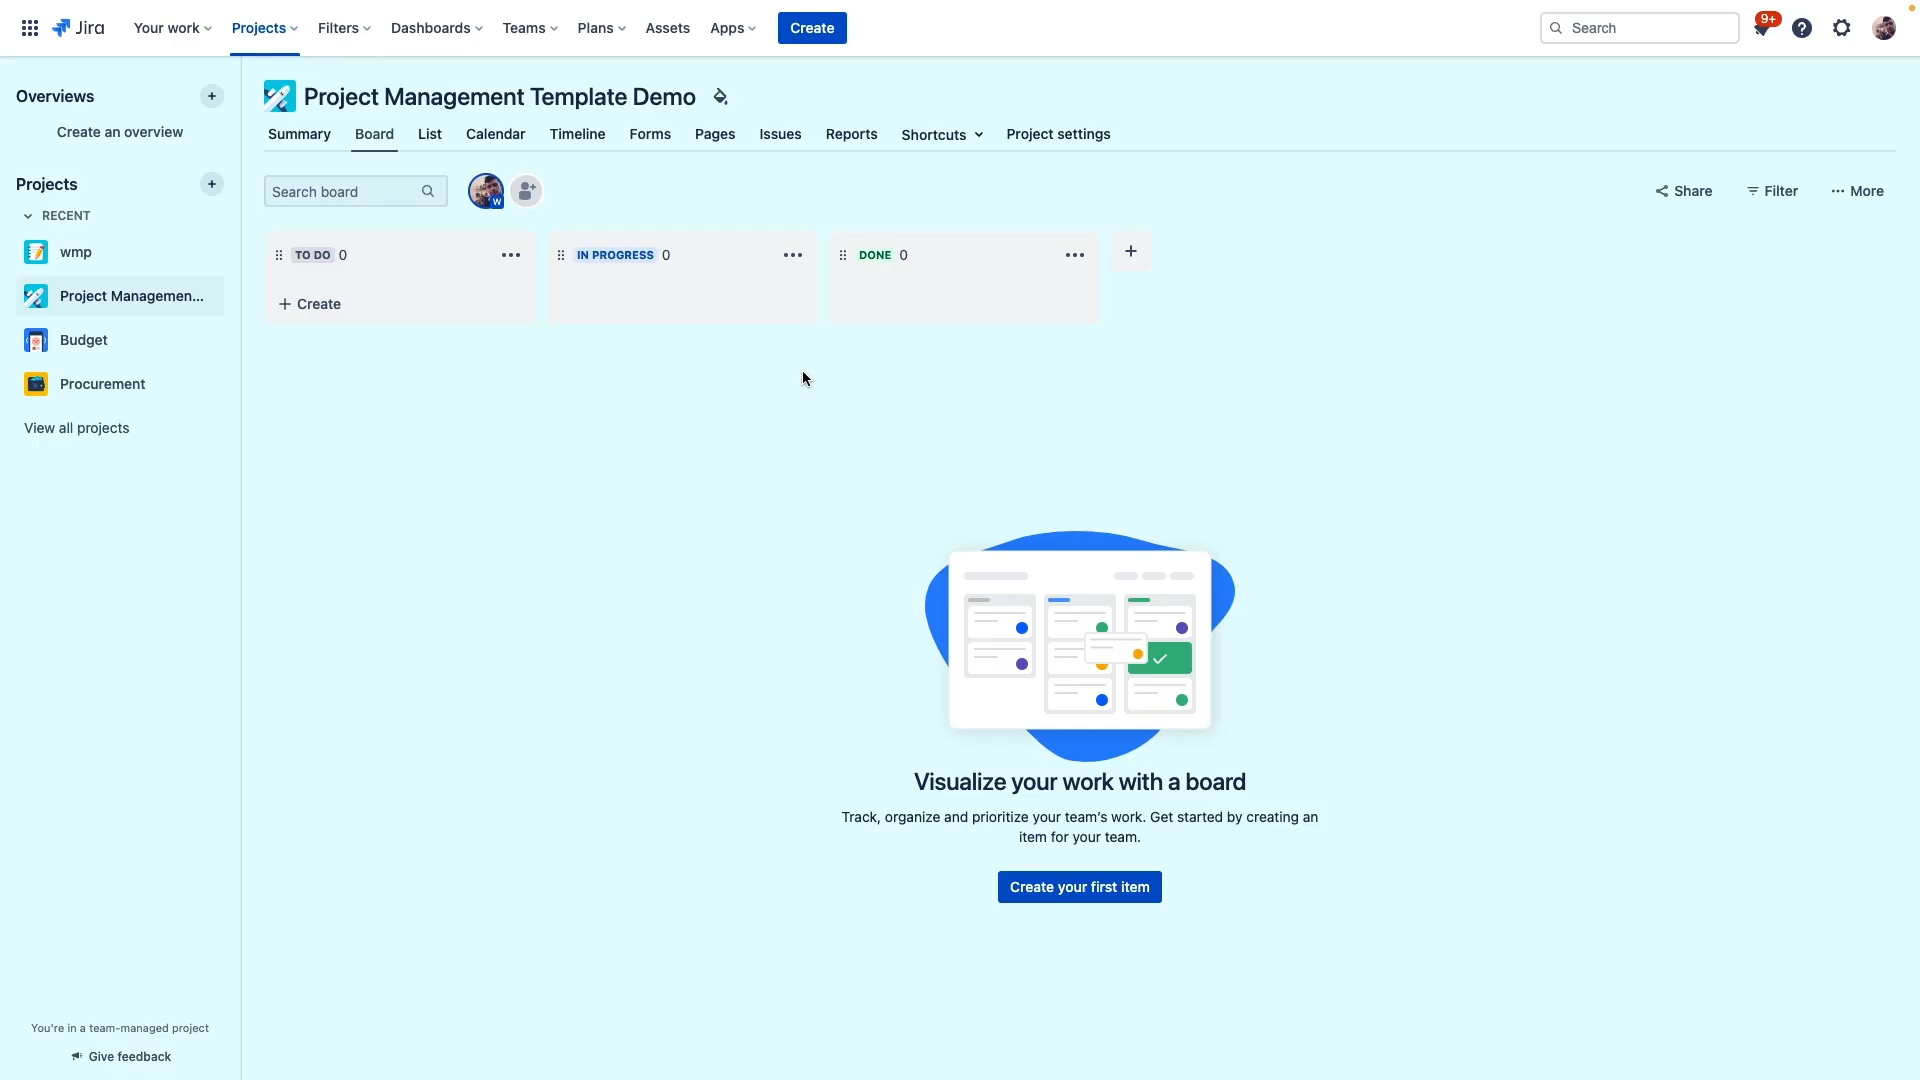 Jira
Your work
Projects
Filters
Dashboards
Teams
Plans
Assets
Apps
Create
Search
9+
Overviews
Create an overview
Projects
RECENT
wmp
Project Managemen...
Budget
Procurement
View all projects
You're in a team-managed project
Give feedback
Project Management Template Demo
Summary
Board
List
Calendar
Timeline
Forms
Pages
Issues
Reports
Shortcuts
Project settings
Search board
W
Share
Filter
More
TO DO 0
+ Create
IN PROGRESS 0
DONE 0
Visualize your work with a board
Track, organize and prioritize your team’s work. Get started by creating an
item for your team.
Create your first item